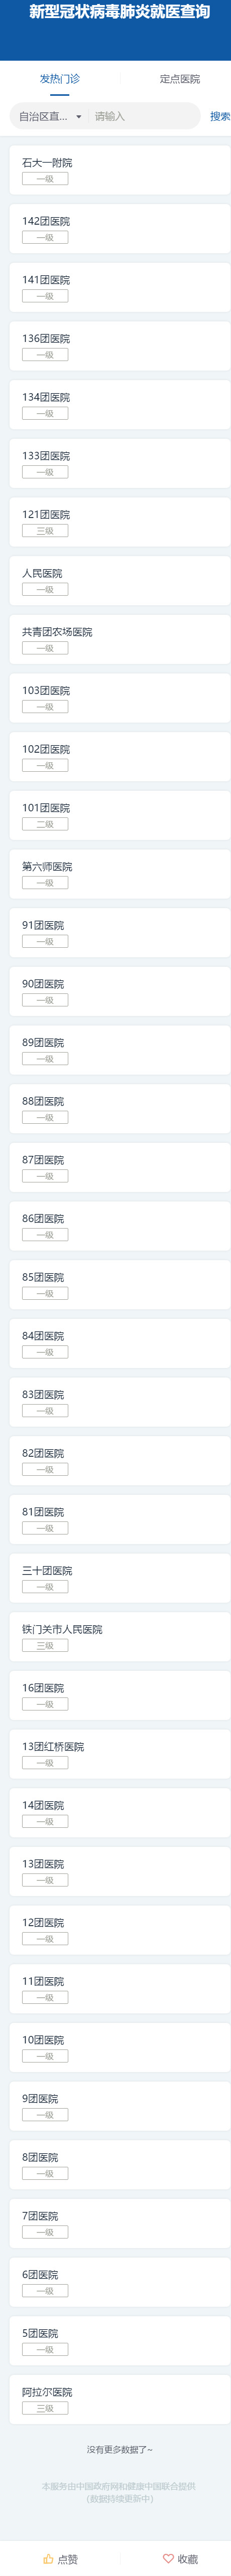 新型冠状病毒肺炎就医查询
发热门诊 定点医院
自治区直... 请输入 搜索
石大一附院
一级
142团医院
一级
141团医院
一级
136团医院
一级
134团医院
一级
133团医院
一级
121团医院
三级
人民医院
一级
共青团农场医院
一级
103团医院
一级
102团医院
一级
101团医院
二级
第六师医院
一级
91团医院
一级
90团医院
一级
89团医院
一级
88团医院
一级
87团医院
一级
86团医院
一级
85团医院
一级
84团医院
一级
83团医院
一级
82团医院
一级
81团医院
一级
三十团医院
一级
铁门关市人民医院
三级
16团医院
一级
13团红桥医院
一级
14团医院
一级
13团医院
一级
12团医院
一级
11团医院
一级
10团医院
一级
9团医院
一级
8团医院
一级
7团医院
一级
6团医院
一级
5团医院
一级
阿拉尔医院
三级
没有更多数据了~
本服务由中国政府网和健康中国联合提供
(数据持续更新中)
点赞 收藏